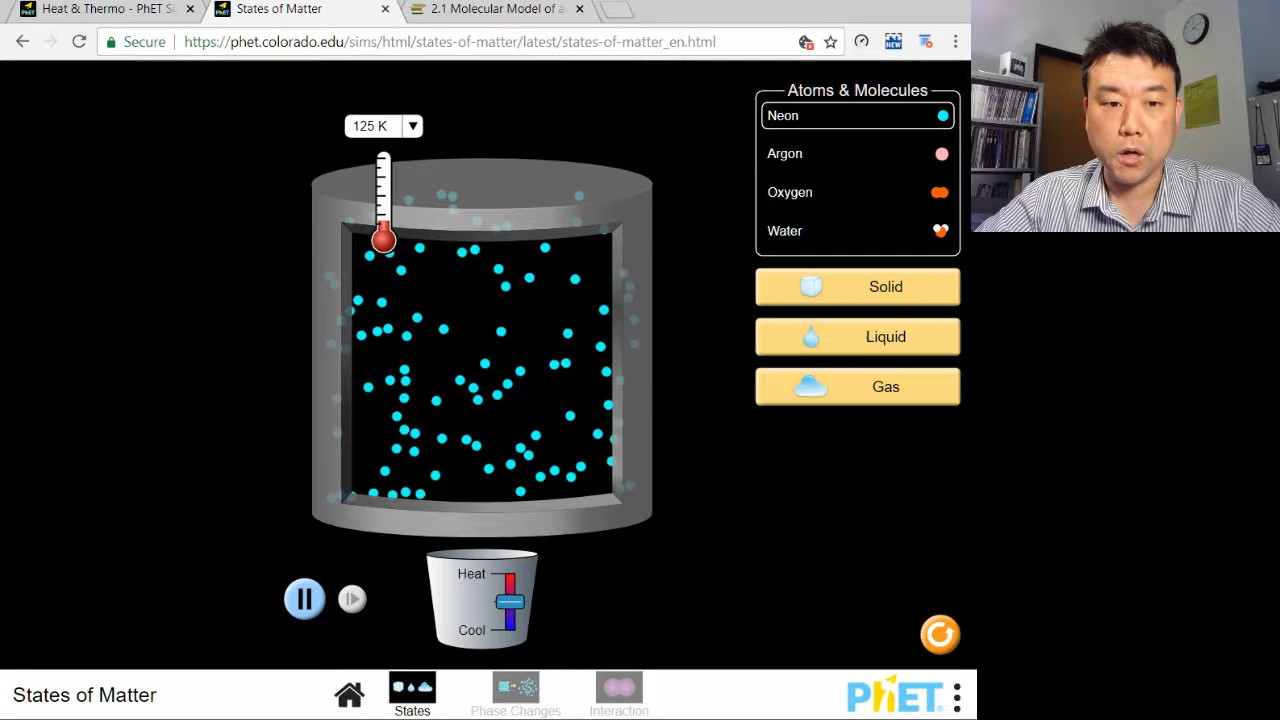 Heat & Thermo - PhET Si
States of Matter
2.1 Molecular Model of a
Secure
https://phet.colorado.edu/sims/html/states-of-matter/latest/states-of-matter_en.html
NEW
Atoms & Molecules
Neon
125 K
Argon
Oxygen
Water
Solid
Liquid
Gas
Heat
Cool
States of Matter
States
Phase Changes
Interaction
PhET